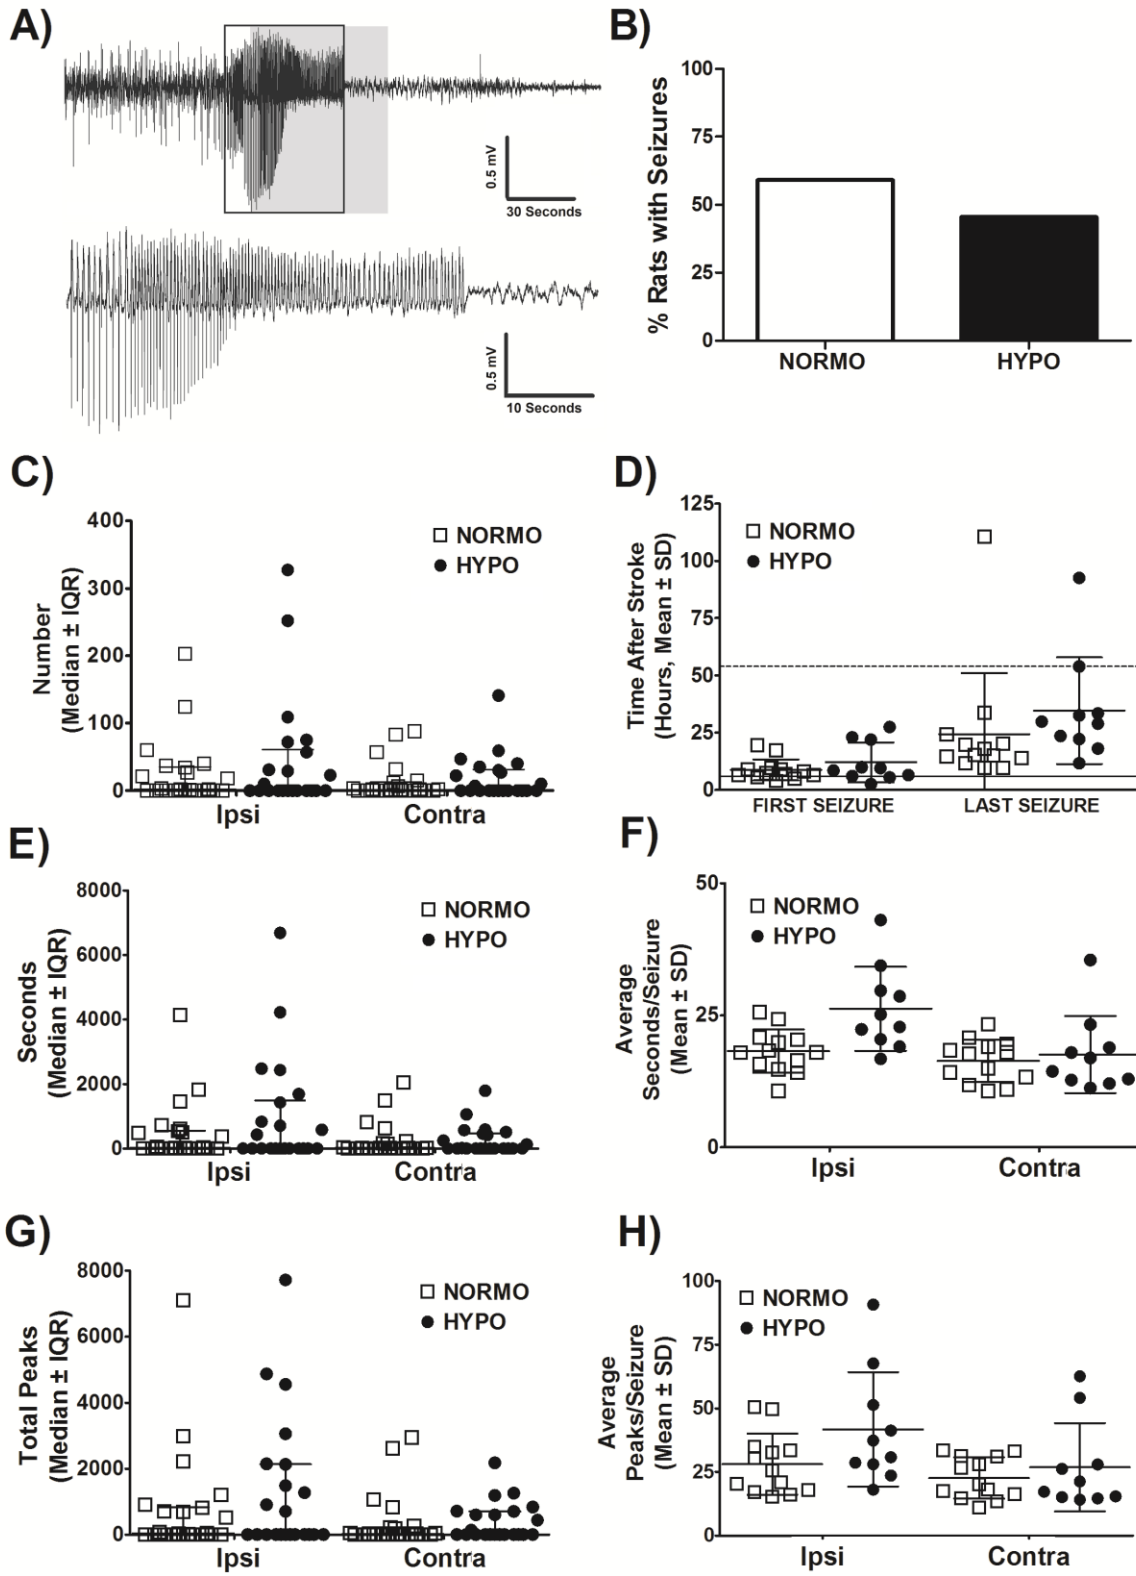 A)
0.5 mV
30 Seconds
0.5 mV
10 Seconds
B)
% Rats with Seizures
100
75
50
25
0
NORMO
HYPO
C)
Number
(Median ± IQR)
400
300
200
100
0
NORMO
HYPO
Ipsi
Contra
D)
Time After Stroke
(Hours, Mean ± SD)
125
100
75
50
25
0
NORMO
HYPO
FIRST SEIZURE
LAST SEIZURE
E)
Seconds
(Median ± IQR)
8000
6000
4000
2000
0
NORMO
HYPO
Ipsi
Contra
F)
Average
Seconds/Seizure
(Mean ± SD)
50
25
0
NORMO
HYPO
Ipsi
Contra
G)
Total Peaks
(Median ± IQR)
8000
6000
4000
2000
0
NORMO
HYPO
Ipsi
Contra
H)
Average
Peaks/Seizure
(Mean ± SD)
100
75
50
25
0
NORMO
HYPO
Ipsi
Contra